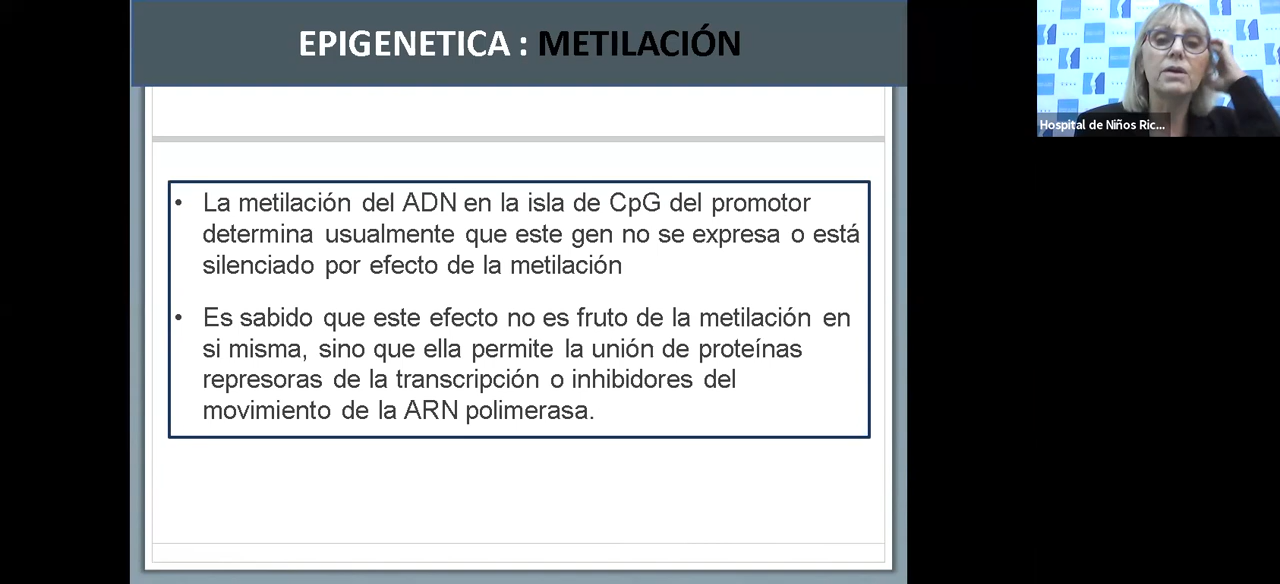 EPIGENETICA : METILACIÓN
• La metilación del ADN en la isla de CpG del promotor
determina usualmente que este gen no se expresa o está
silenciado por efecto de la metilación
• Es sabido que este efecto no es fruto de la metilación en
si misma, sino que ella permite la unión de proteínas
represoras de la transcripción o inhibidores del
movimiento de la ARN polimerasa.
Hospital de Niños Ric...